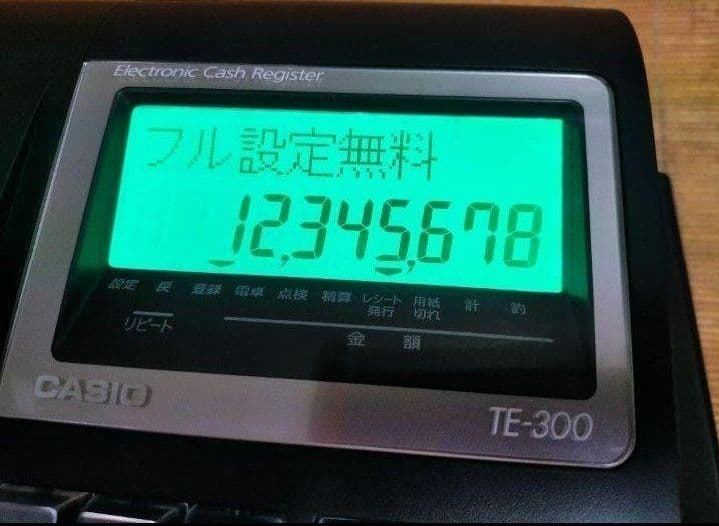 Electronic Cash Register
フル設定無料
12,345,678
設定 戻 登録 電卓 点検 精算 レシート発行 用紙切れ 計 釣
リピート
金額
CASIO
TE-300